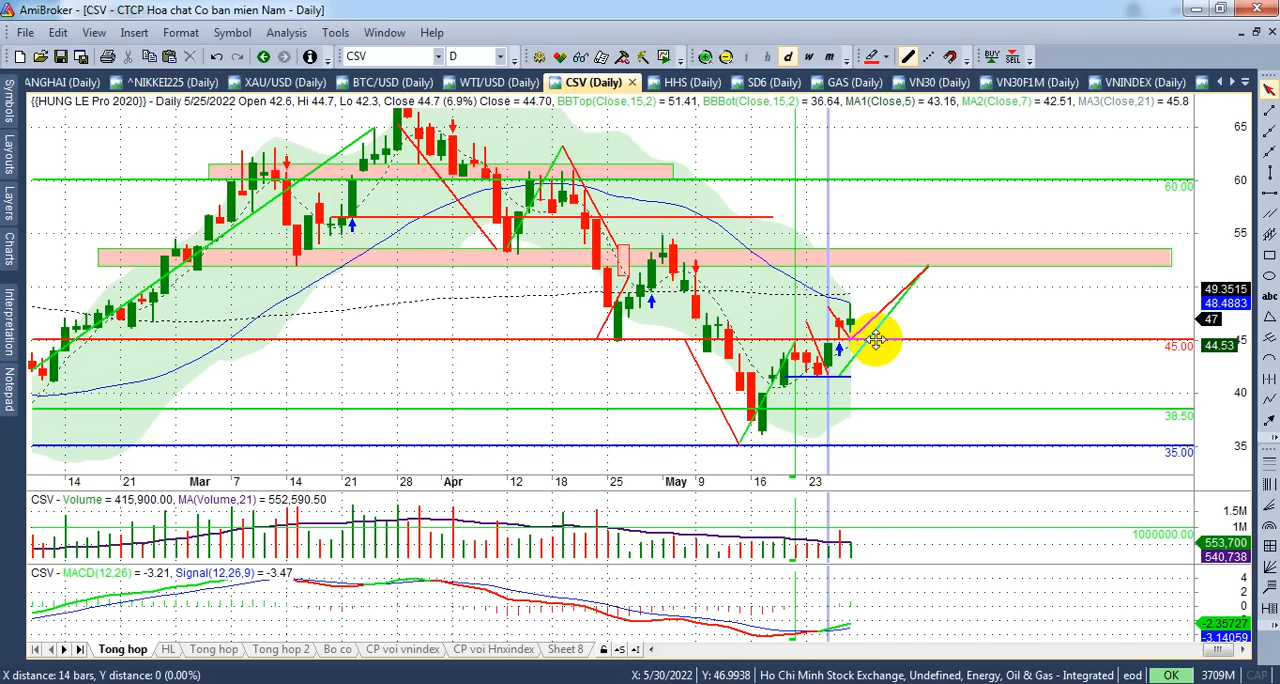 AmiBroker - [CSV - CTCP Hoa chat Co ban mien Nam - Daily]
File Edit View Insert Format Symbol Analysis Tools Window Help
CSV D i h d w m BUY SELL abc
ANGHAI (Daily) ^NIKKEI225 (Daily) XAU/USD (Daily) BTC/USD (Daily) WTI/USD (Daily) CSV (Daily) HHS (Daily) SD6 (Daily) GAS (Daily) VN30 (Daily) VN30F1M (Daily) VNINDEX (Daily)
Symbols
Layouts
Layers
Charts
Interpretation
Notepad
{{HUNG LE Pro 2020}} - Daily 5/25/2022 Open 42.6, Hi 44.7, Lo 42.3, Close 44.7 (6.9%) Close = 44.70, BBTop(Close,15,2) = 51.41, BBBot(Close,15,2) = 36.64, MA1(Close,5) = 43.16, MA2(Close,7) = 42.51, MA3(Close,21) = 45.8
65
60
60.00
55
49.3515
48.4883
47
45
44.53
45.00
40
38.50
35
35.00
14 21 Mar 7 14 21 28 Apr 12 18 25 May 9 16 23
CSV - Volume = 415,900.00, MA(Volume,21) = 552,590.50
1.5M
1M
1000000.00
553,700
540,738
CSV - MACD(12,26) = -3.21, Signal(12,26,9) = -3.47
4
2
0
-2.35727
-3.14059
Tong hop HL Tong hop Tong hop 2 Bo co CP voi vnindex CP voi Hnxindex Sheet 8
X distance: 14 bars, Y distance: 0 (0.00%) X: 5/30/2022 Y: 46.9938 Ho Chi Minh Stock Exchange, Undefined, Energy, Oil & Gas - Integrated eod OK 3709M CAP